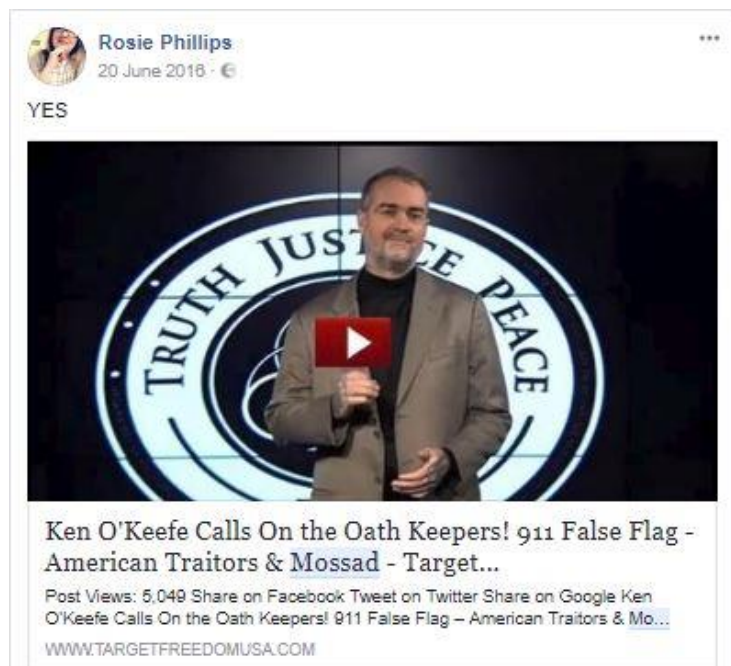 Rosie Phillips
20 June 2016 ·
YES
TRUTH JUSTICE PEACE
Ken O'Keefe Calls On the Oath Keepers! 911 False Flag -
American Traitors & Mossad - Target...
Post Views: 5,049 Share on Facebook Tweet on Twitter Share on Google Ken
O'Keefe Calls On the Oath Keepers! 911 False Flag – American Traitors & Mo...
WWW.TARGETFREEDOMUSA.COM